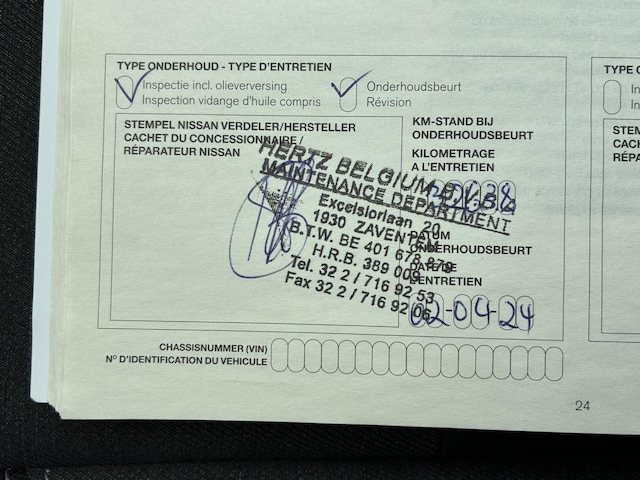 TYPE ONDERHOUD - TYPE D'ENTRETIEN
Inspectie incl. olieverversing
Inspection vidange d'huile compris
Onderhoudsbeurt
Révision
STEMPEL NISSAN VERDELER/HERSTELLER
CACHET DU CONCESSIONNAIRE/
RÉPARATEUR NISSAN
KM-STAND BIJ
ONDERHOUDSBEURT
KILOMETRAGE
A L'ENTRETIEN
HERTZ BELGIUM B.V.B.A.
MAINTENANCE DEPARTMENT
Excelsiorlaan 20
1930 ZAVENTEM
B.T.W. BE 401 678 879
H.R.B. 389 009
Tel. 32 2 / 716 92 53
Fax 32 2 / 716 92 06
DATUM
ONDERHOUDSBEURT
DATE DE
L'ENTRETIEN
02-04-24
CHASSISNUMMER (VIN)
N° D'IDENTIFICATION DU VEHICULE
24
TYPE O
In
In
STEM
CACH
RÉPA